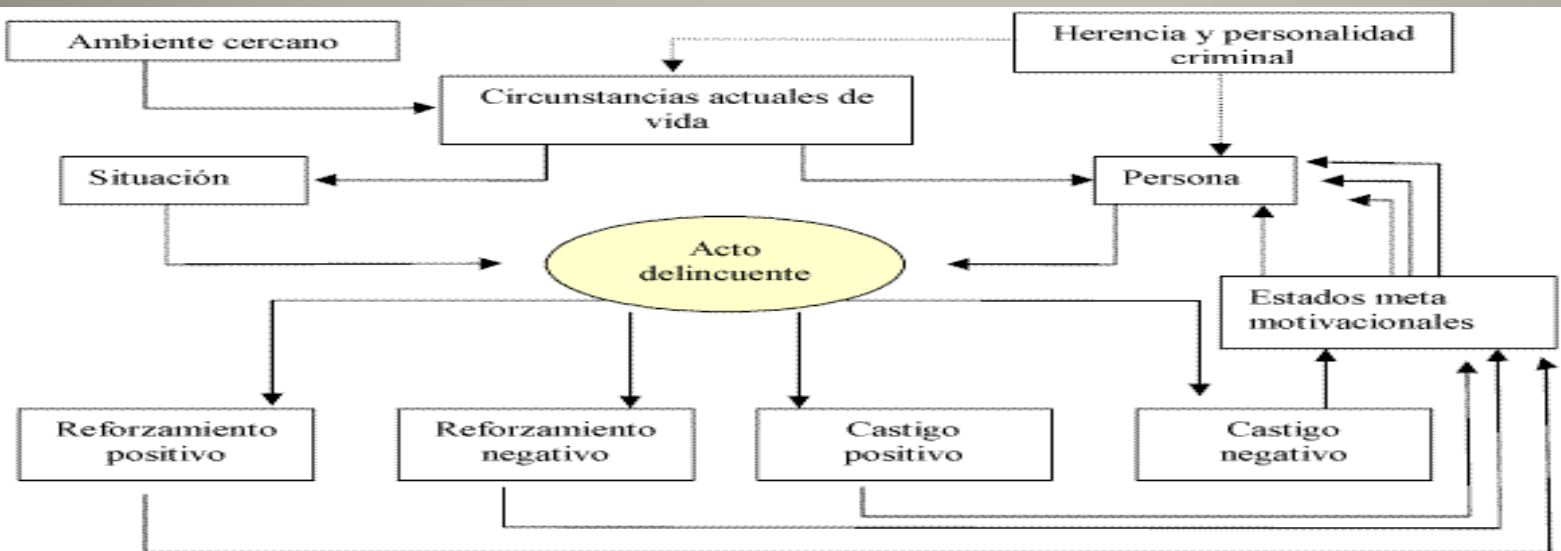 Ambiente cercano
Herencia y personalidad
criminal
Circunstancias actuales de
vida
Situación
Persona
Acto
delincuente
Estados meta
motivacionales
Reforzamiento
positivo
Reforzamiento
negativo
Castigo
positivo
Castigo
negativo